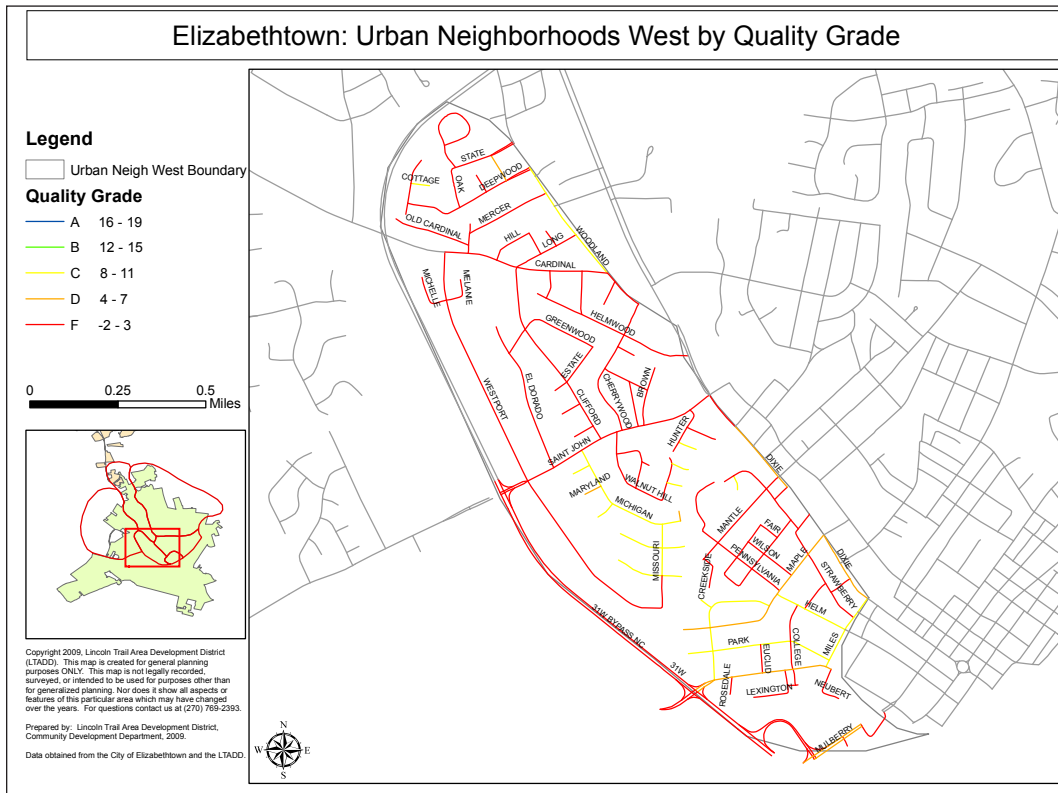 Elizabethtown: Urban Neighborhoods West by Quality Grade
Legend
Urban Neigh West Boundary
Quality Grade
A 16 - 19
B 12 - 15
C 8 - 11
D 4 - 7
F -2 - 3
0 0.25 0.5
Miles
Copyright 2009, Lincoln Trail Area Development District
(LTADD). This map is created for general planning
purposes ONLY. This map is not legally recorded,
surveyed, or intended to be used for purposes other than
for generalized planning. Nor does it show all aspects or
features of this particular area which may have changed
over the years. For questions contact us at (270) 769-2393.
Prepared by: Lincoln Trail Area Development District,
Community Development Department, 2009.
Data obtained from the City of Elizabethtown and the LTADD.
STATE
COTTAGE
OAK
DEEPWOOD
MERCER
OLD CARDINAL
HILL
LONG
WOODLAND
CARDINAL
MICHELLE
MELANIE
HELMWOOD
GREENWOOD
ESTATE
WESTPORT
EL DORADO
CLIFFORD
CHERRYWOOD
BROWN
HUNTER
SAINT JOHN
DIXIE
MARYLAND
WALNUT HILL
MICHIGAN
MANTLE
FAIR
WILSON
MISSOURI
PENNSYLVANIA
MAPLE
DIXIE
CREEKSIDE
STRAWBERRY
31W BYPASS NC
HELM
PARK
EUCLID
COLLEGE
MILES
31W
ROSEDALE
LEXINGTON
NEUBERT
MULBERRY
N
W E
S